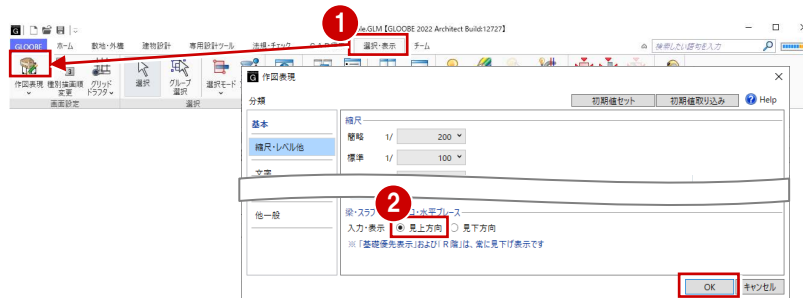 le.GLM【GLOOBE 2022 Architect Build:12727】
GLOOBE ホーム 敷地・外構 建物設計 専用設計ツール 法規・チェック 選択・表示 チーム 検索したい語句を入力
1
作図表現 種別描画順変更 グリッドドラフタ 選択 グループ選択 選択モード
画面設定 選択
G 作図表現
分類 初期値セット 初期値取り込み Help
基本
縮尺・レベル他
文字
他一般
縮尺
簡略 1/ 200
標準 1/ 100
2
梁・スラブ ・水平ブレース
入力・表示 見上方向 見下方向
※「基礎優先表示」およびR階」は、常に見下げ表示です
OK キャンセル